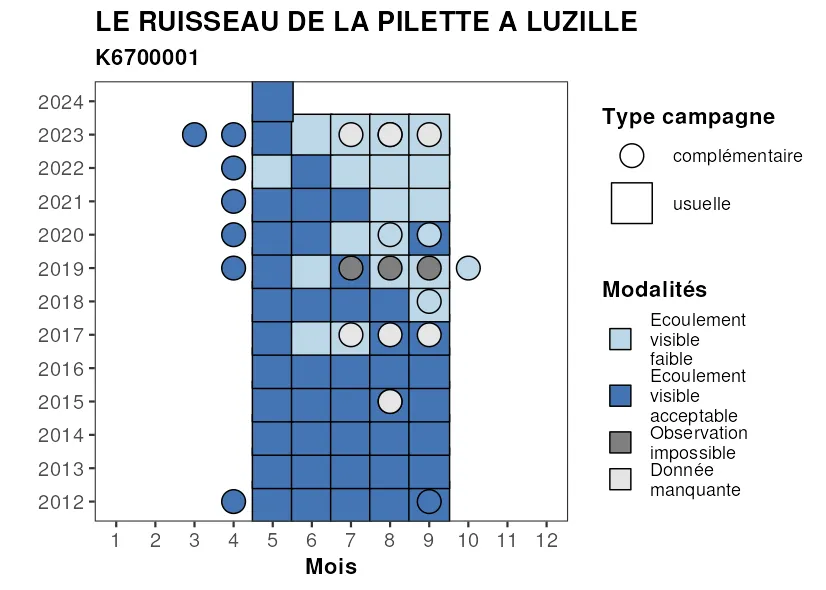 LE RUISSEAU DE LA PILETTE A LUZILLE
K6700001
2024
2023
2022
2021
2020
2019
2018
2017
2016
2015
2014
2013
2012
1 2 3 4 5 6 7 8 9 10 11 12
Mois
Type campagne
complémentaire
usuelle
Modalités
Ecoulement
visible
faible
Ecoulement
visible
acceptable
Observation
impossible
Donnée
manquante